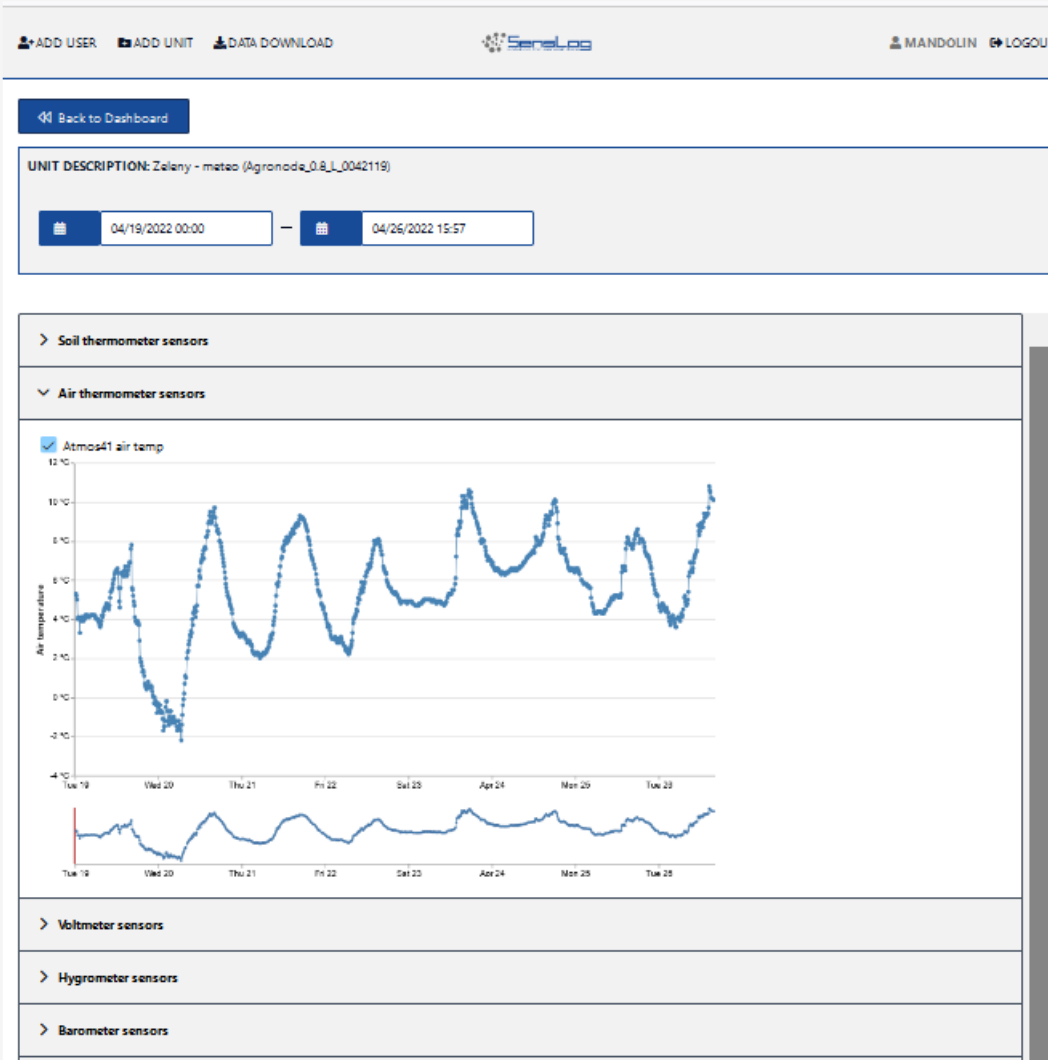 ADD USER ADD UNIT DATA DOWNLOAD SensLog MANDOLIN LOGOU
Back to Dashboard
UNIT DESCRIPTION: Zeleny - meteo (Agronode_0.8_L_0042119)
04/19/2022 00:00 — 04/26/2022 15:57
Soil thermometer sensors
Air thermometer sensors
Atmos41 air temp
12 °C
10 °C
8 °C
6 °C
4 °C
2 °C
0 °C
-2 °C
-4 °C
Air temperature
Tue 19 Wed 20 Thu 21 Fri 22 Sat 23 Apr 24 Mon 25 Tue 26
Tue 19 Wed 20 Thu 21 Fri 22 Sat 23 Apr 24 Mon 25 Tue 26
Voltmeter sensors
Hygrometer sensors
Barometer sensors